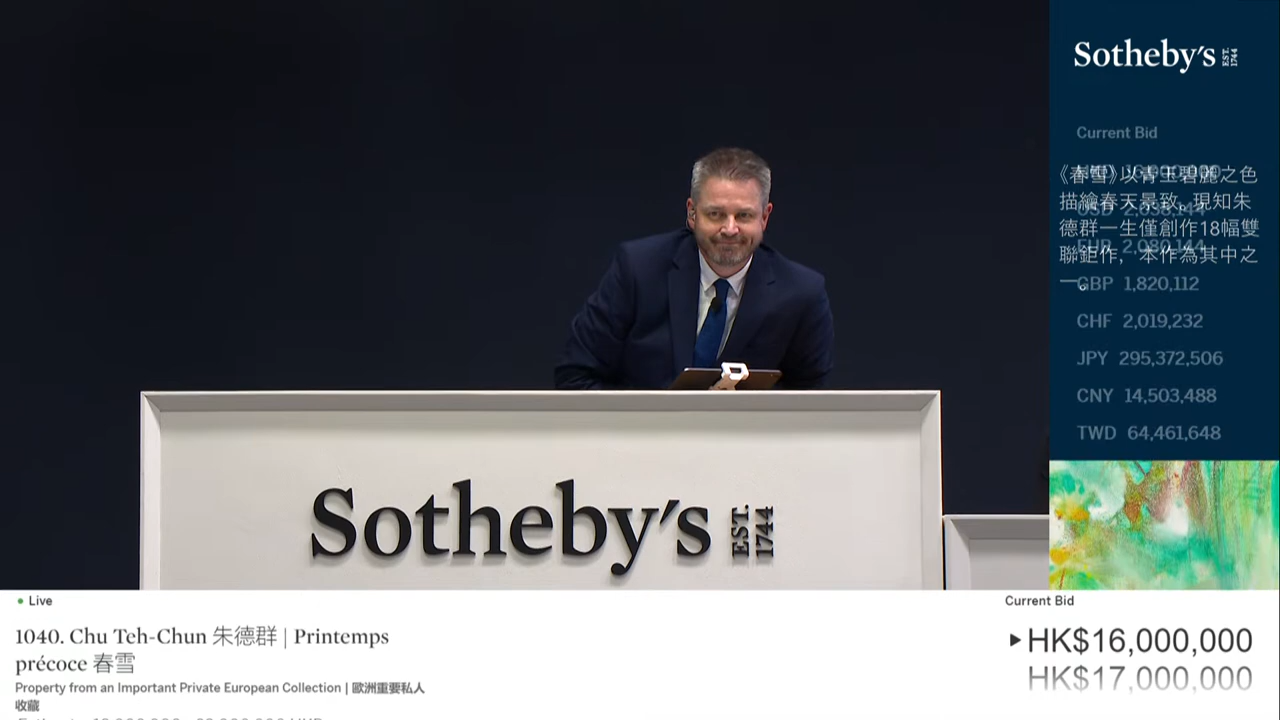 Sotheby's EST. 1744
Current Bid
《春雪》以青玉碧麗之色
描繪春天景致。現知朱
德群一生僅創作18幅雙
聯鉅作，本作為其中之
一。
GBP 1,820,112
CHF 2,019,232
JPY 295,372,506
CNY 14,503,488
TWD 64,461,648
Sotheby's EST. 1744
Live
1040. Chu Teh-Chun 朱德群 | Printemps
précoce 春雪
Property from an Important Private European Collection | 歐洲重要私人
收藏
Current Bid
HK$16,000,000
HK$17,000,000